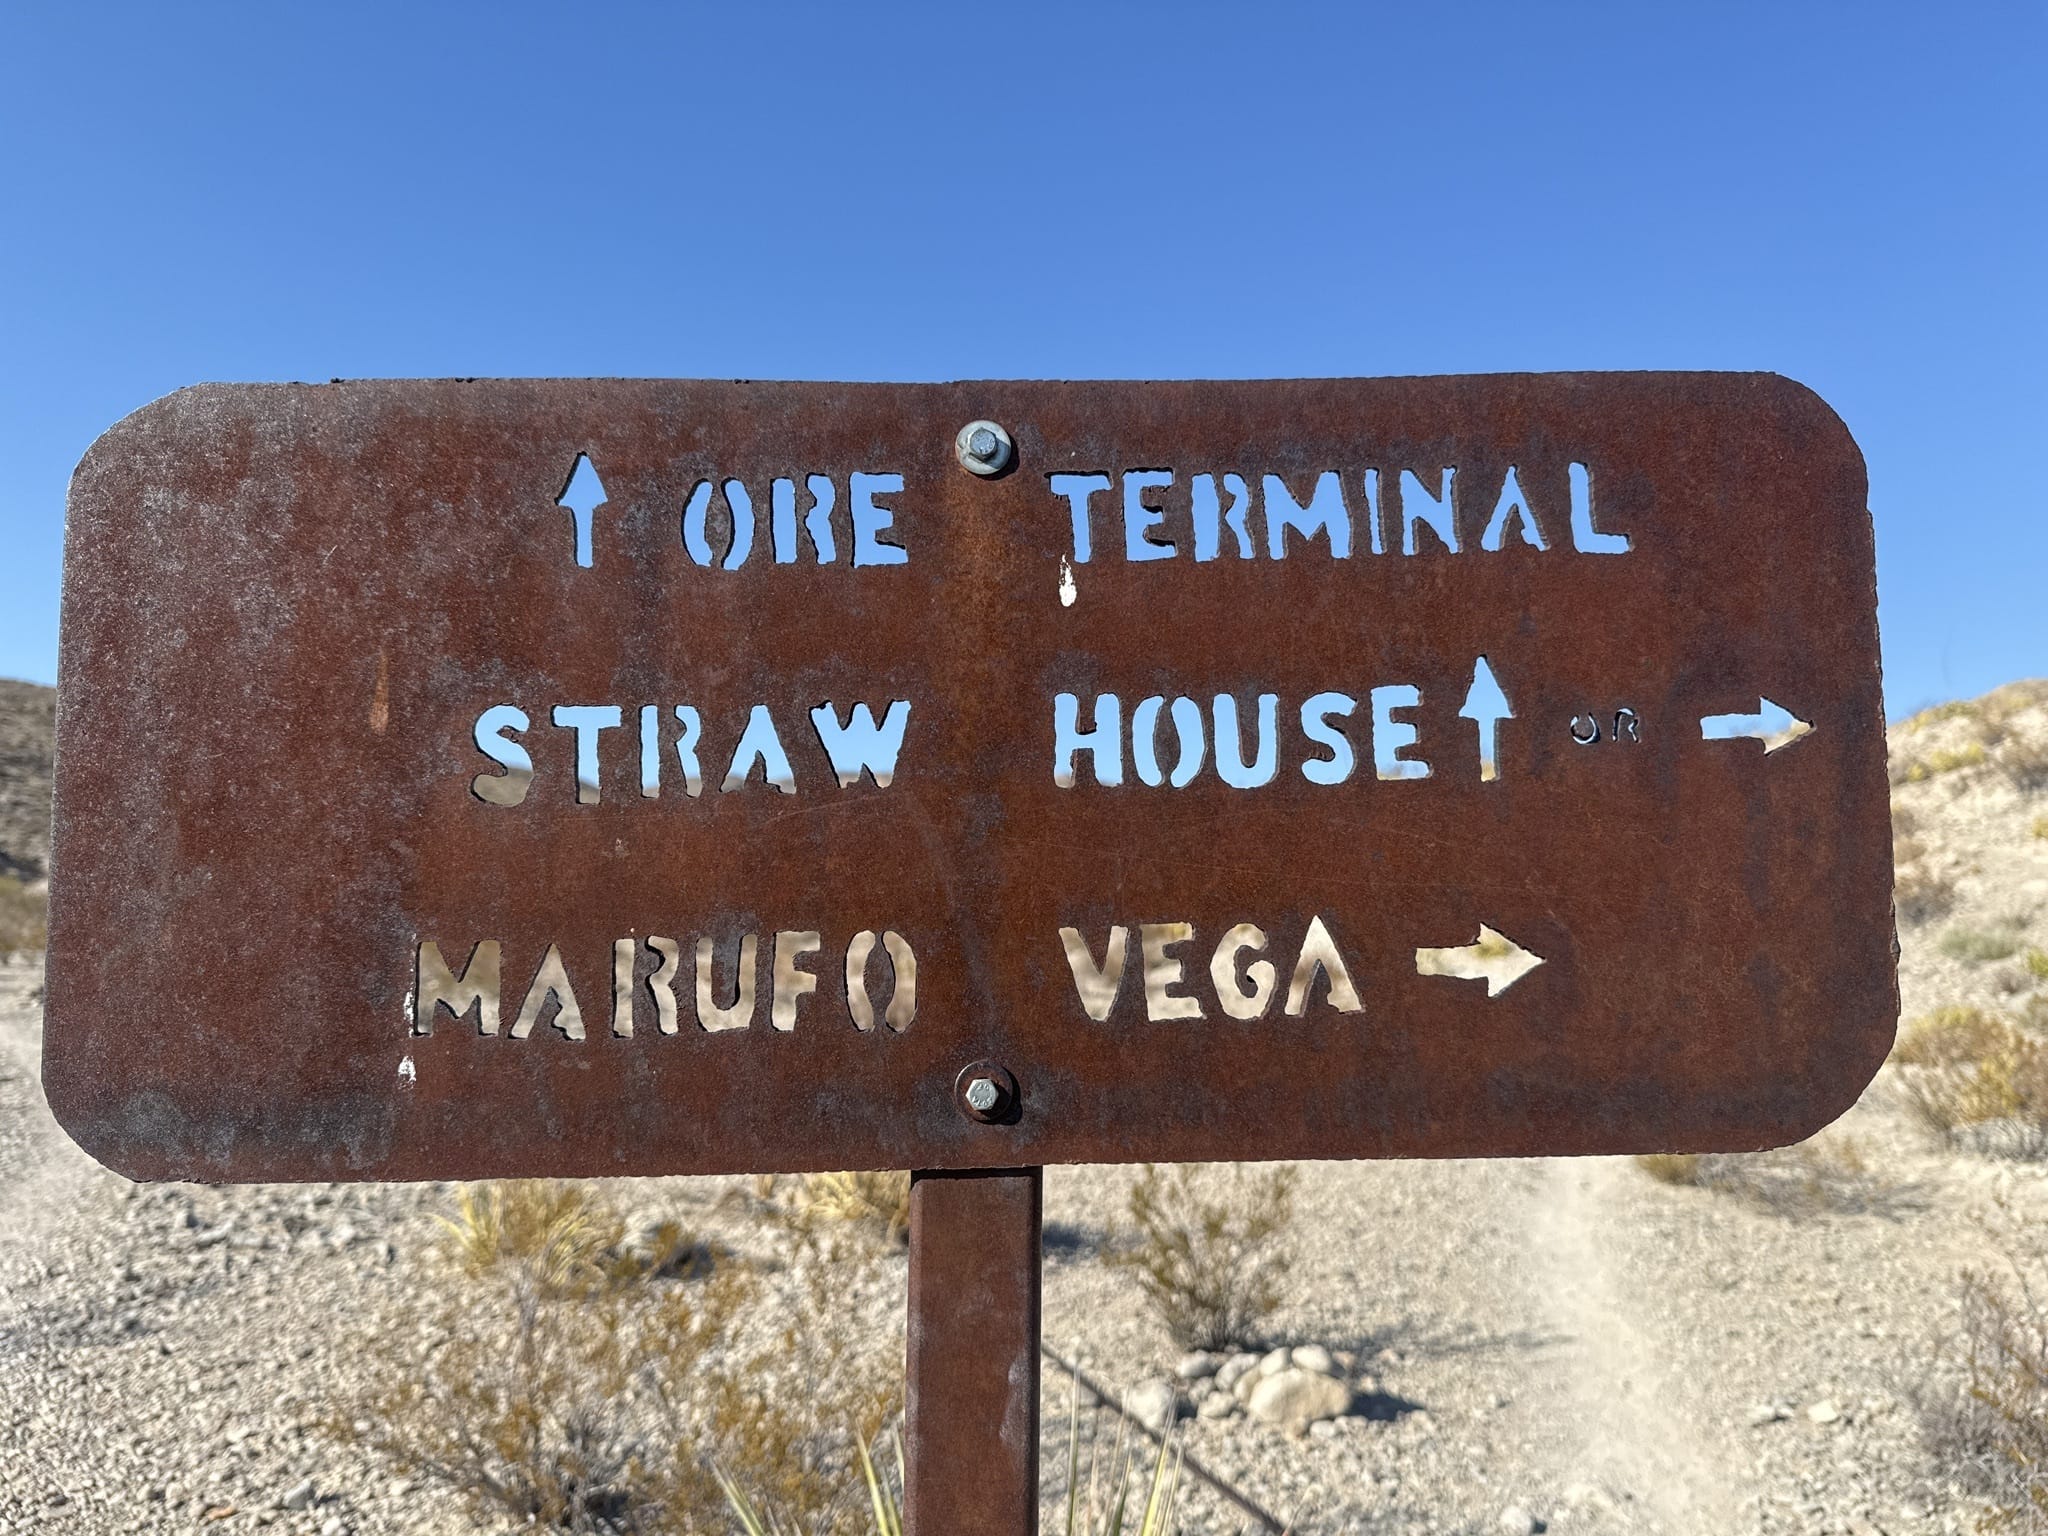 ↑ ORE TERMINAL
STRAW HOUSE ↑ OR →
MARUFO VEGA →